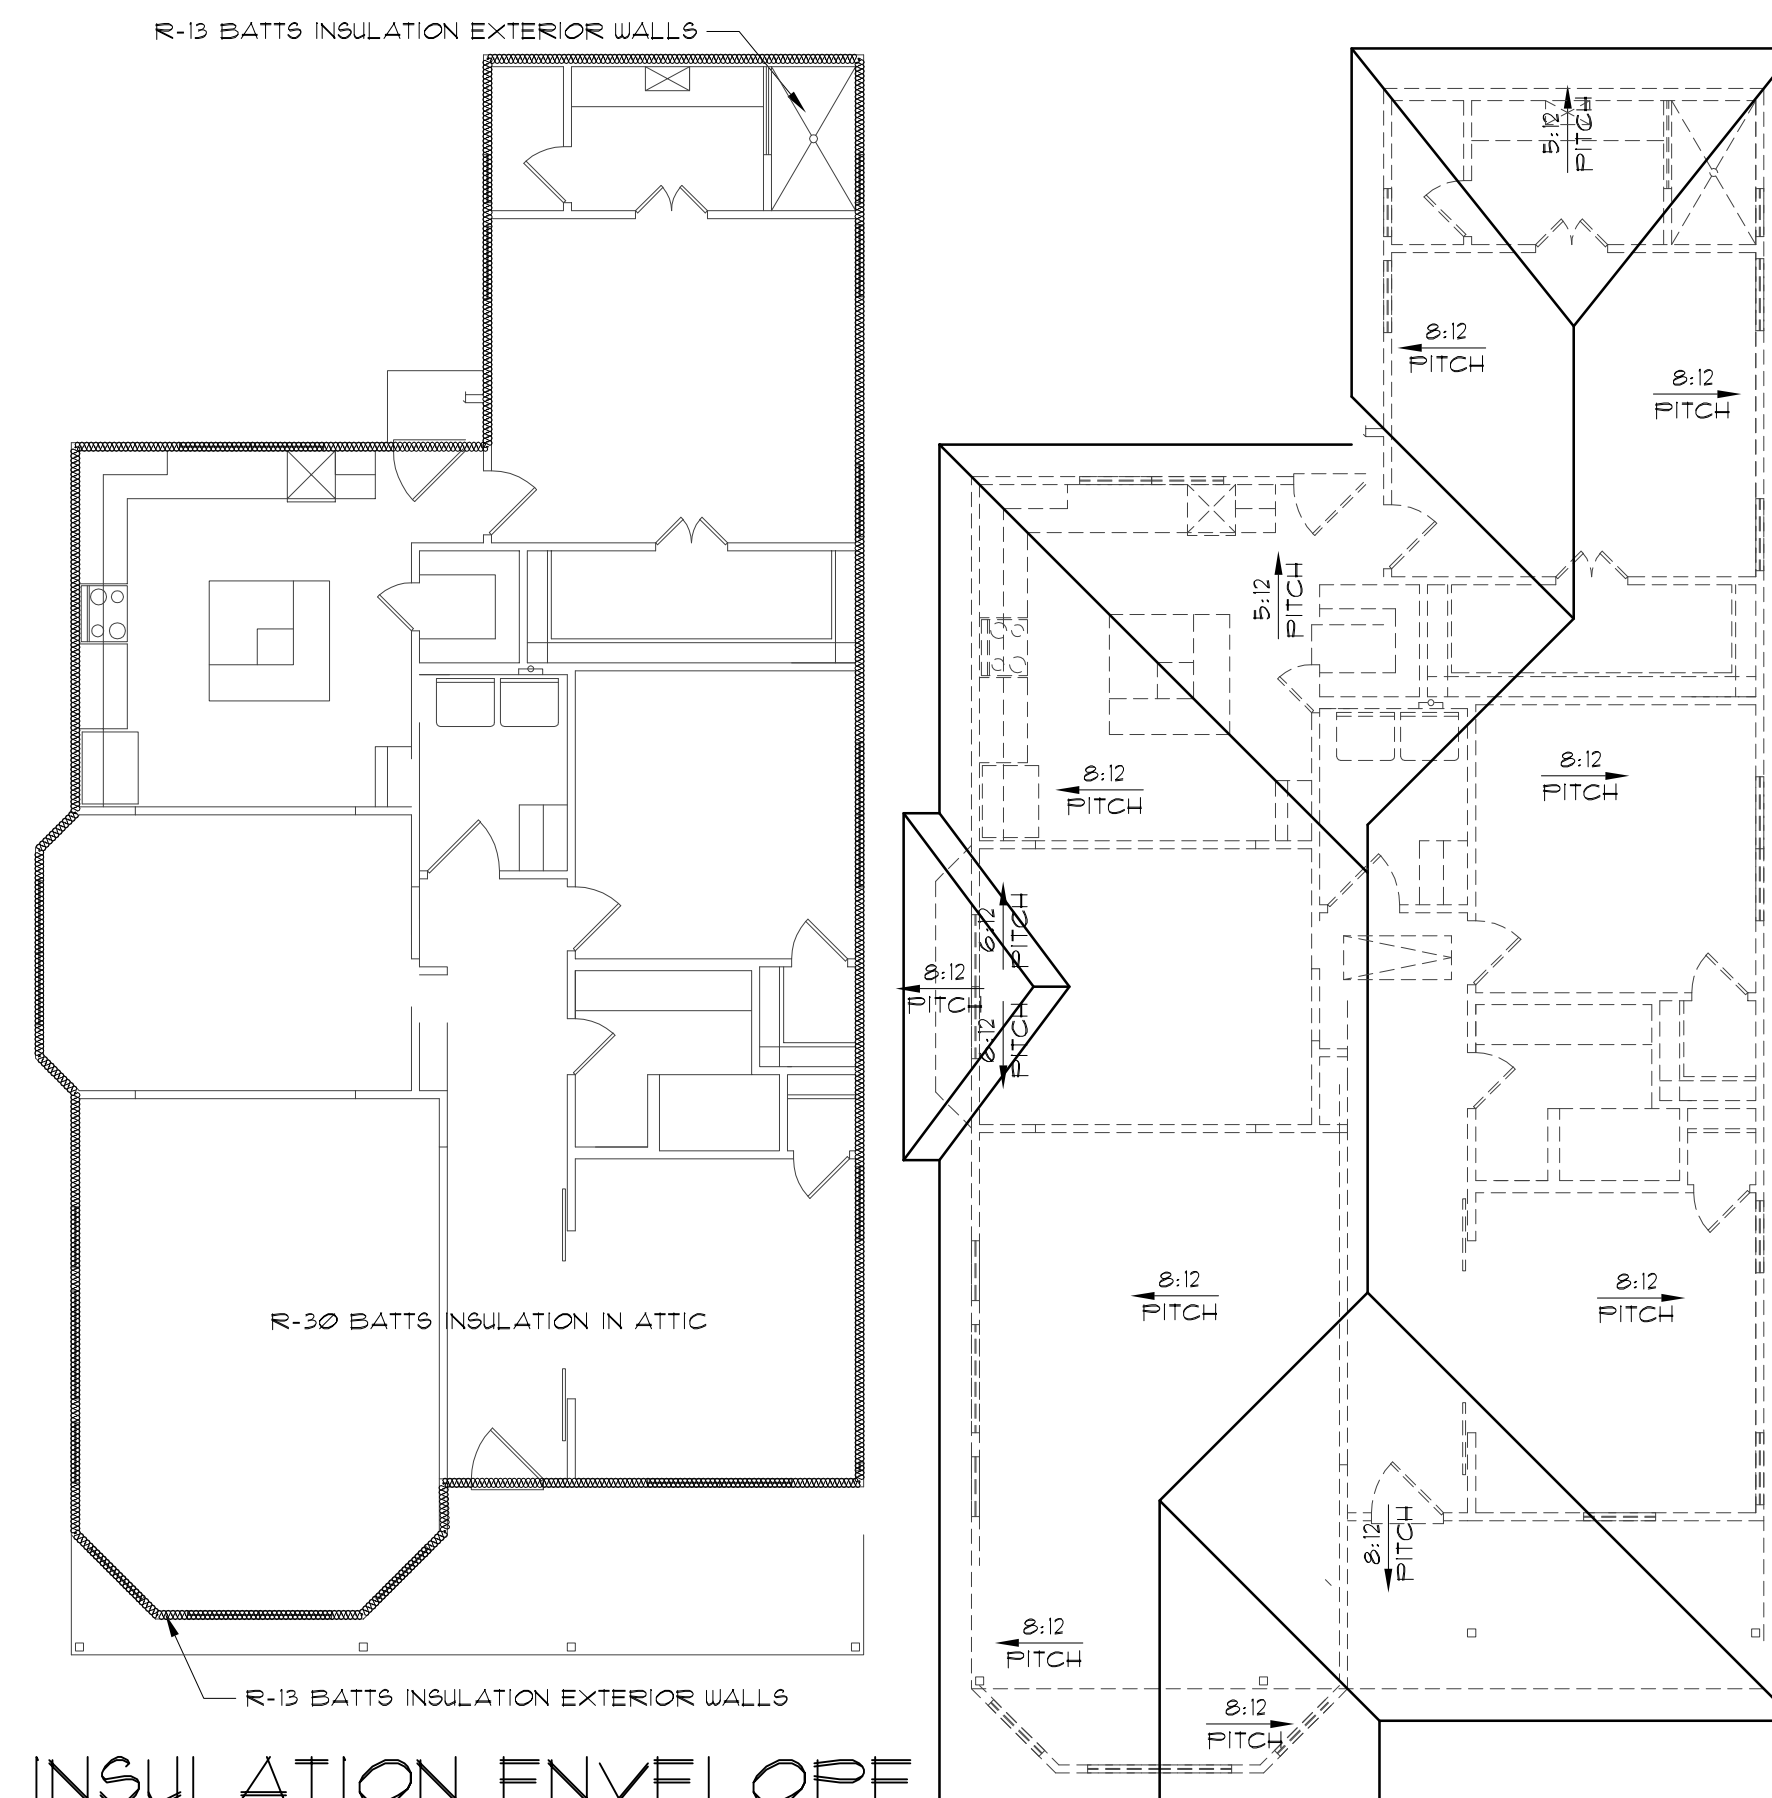 R-13 BATTS INSULATION EXTERIOR WALLS
5:12
PITCH
8:12
PITCH
8:12
PITCH
5:12
PITCH
8:12
PITCH
8:12
PITCH
6:12
PITCH
8:12
PITCH
6:12
PITCH
8:12
PITCH
8:12
PITCH
R-30 BATTS INSULATION IN ATTIC
8:12
PITCH
8:12
PITCH
8:12
PITCH
R-13 BATTS INSULATION EXTERIOR WALLS
INSULATION ENVELOPE